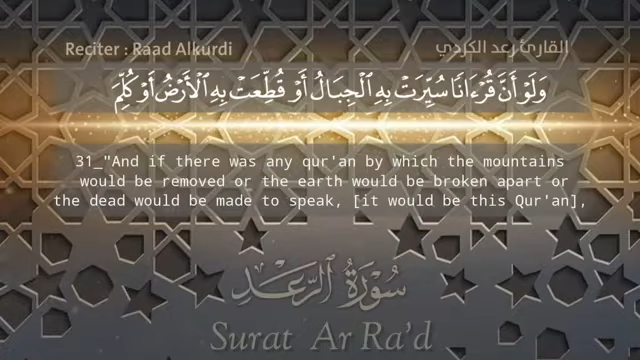 Reciter : Raad Alkurdi
القارئ رعد الكردي
وَلَوْ أَنَّ قُرْءَانًا سُيِّرَتْ بِهِ ٱلْجِبَالُ أَوْ قُطِّعَتْ بِهِ ٱلْأَرْضُ أَوْ كُلِّمَ
31_"And if there was any qur'an by which the mountains
would be removed or the earth would be broken apart or
the dead would be made to speak, [it would be this Qur'an],
سُورَةُ ٱلرَّعْدِ
Surat Ar Ra'd